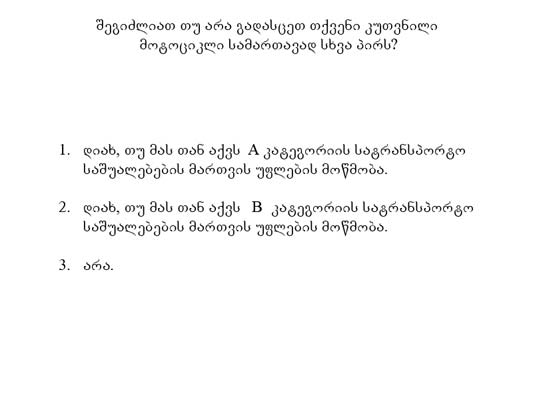 შეგიძლიათ თუ არა გადასცეთ თქვენი კუთვნილი
მოტოციკლი სამართავად სხვა პირს?
1. დიახ, თუ მას თან აქვს A კატეგორიის სატრანსპორტო
საშუალებების მართვის უფლების მოწმობა.
2. დიახ, თუ მას თან აქვს B კატეგორიის სატრანსპორტო
საშუალებების მართვის უფლების მოწმობა.
3. არა.